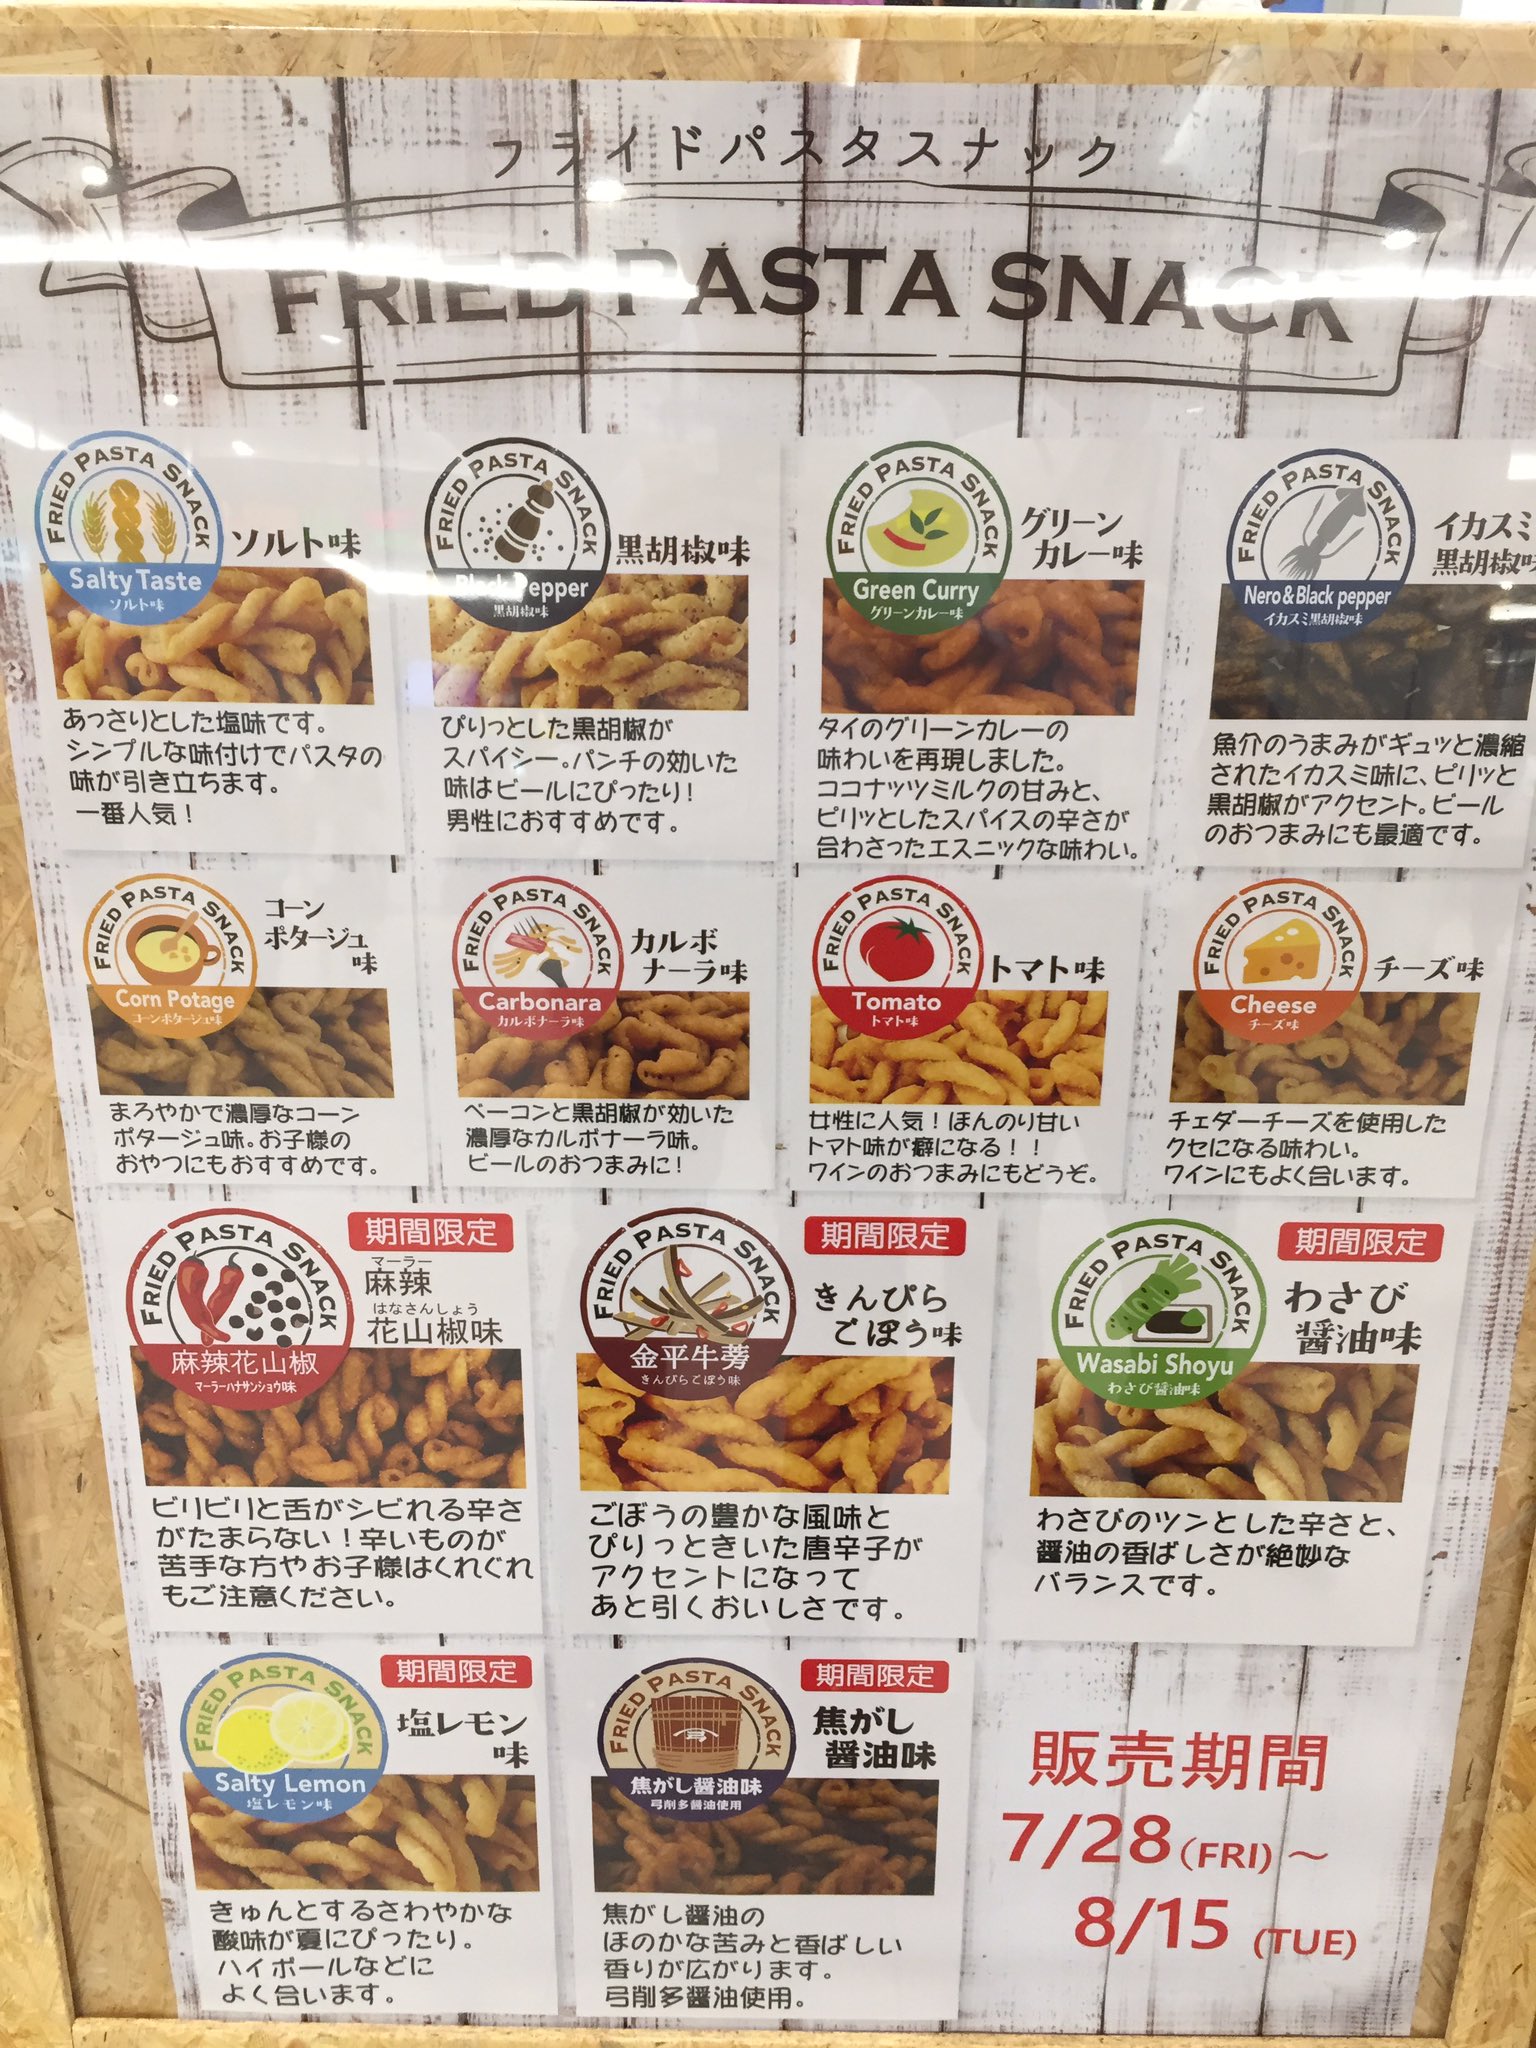 フライドパスタスナック
FRIED PASTA SNACK
FRIED PASTA SNACK
Salty Taste
ソルト味
ソルト味
あっさりとした塩味です。
シンプルな味付けでパスタの
味が引き立ちます。
一番人気！
FRIED PASTA SNACK
Black Pepper
黒胡椒味
黒胡椒味
ぴりっとした黒胡椒が
スパイシー。パンチの効いた
味はビールにぴったり！
男性におすすめです。
FRIED PASTA SNACK
Green Curry
グリーンカレー味
グリーン
カレー味
タイのグリーンカレーの
味わいを再現しました。
ココナッツミルクの甘みと、
ピリッとしたスパイスの辛さが
合わさったエスニックな味わい。
FRIED PASTA SNACK
Nero & Black pepper
イカスミ黒胡椒味
イカスミ
黒胡椒味
魚介のうまみがギュッと濃縮
されたイカスミ味に、ピリッと
黒胡椒がアクセント。ビール
のおつまみにも最適です。
FRIED PASTA SNACK
Corn Potage
コーンポタージュ味
コーン
ポタージュ
味
まろやかで濃厚なコーン
ポタージュ味。お子様の
おやつにもおすすめです。
FRIED PASTA SNACK
Carbonara
カルボナーラ味
カルボ
ナーラ味
ベーコンと黒胡椒が効いた
濃厚なカルボナーラ味。
ビールのおつまみに！
FRIED PASTA SNACK
Tomato
トマト味
トマト味
女性に人気！ほんのり甘い
トマト味が癖になる！！
ワインのおつまみにもどうぞ。
FRIED PASTA SNACK
Cheese
チーズ味
チーズ味
チェダーチーズを使用した
クセになる味わい。
ワインにもよく合います。
FRIED PASTA SNACK
麻辣花山椒
マーラーハナサンショウ味
期間限定
マーラー
麻辣
はなさんしょう
花山椒味
ビリビリと舌がシビれる辛さ
がたまらない！辛いものが
苦手な方やお子様はくれぐれ
もご注意ください。
FRIED PASTA SNACK
金平牛蒡
きんぴらごぼう味
期間限定
きんぴら
ごぼう味
ごぼうの豊かな風味と
ぴりっときいた唐辛子が
アクセントになって
あと引くおいしさです。
FRIED PASTA SNACK
Wasabi Shoyu
わさび醤油味
期間限定
わさび
醤油味
わさびのツンとした辛さと、
醤油の香ばしさが絶妙な
バランスです。
FRIED PASTA SNACK
Salty Lemon
塩レモン味
期間限定
塩レモン
味
きゅんとするさわやかな
酸味が夏にぴったり。
ハイボールなどに
よく合います。
FRIED PASTA SNACK
焦がし醤油味
弓削多醤油使用
期間限定
焦がし
醤油味
焦がし醤油の
ほのかな苦みと香ばしい
香りが広がります。
弓削多醤油使用。
販売期間
7/28(FRI)～
8/15 (TUE)